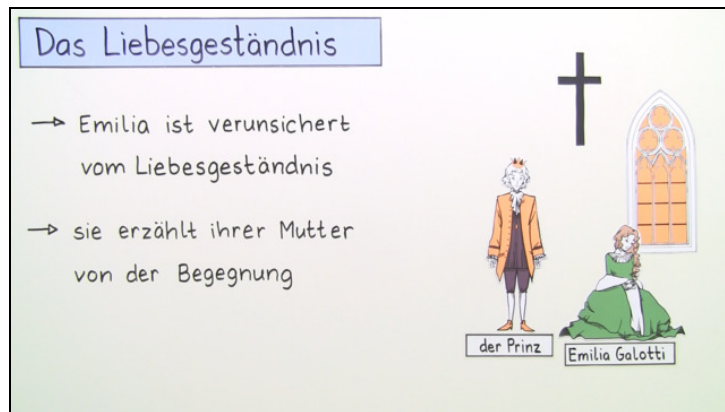 Das Liebesgeständnis
→ Emilia ist verunsichert
vom Liebesgeständnis
→ sie erzählt ihrer Mutter
von der Begegnung
der Prinz
Emilia Galotti